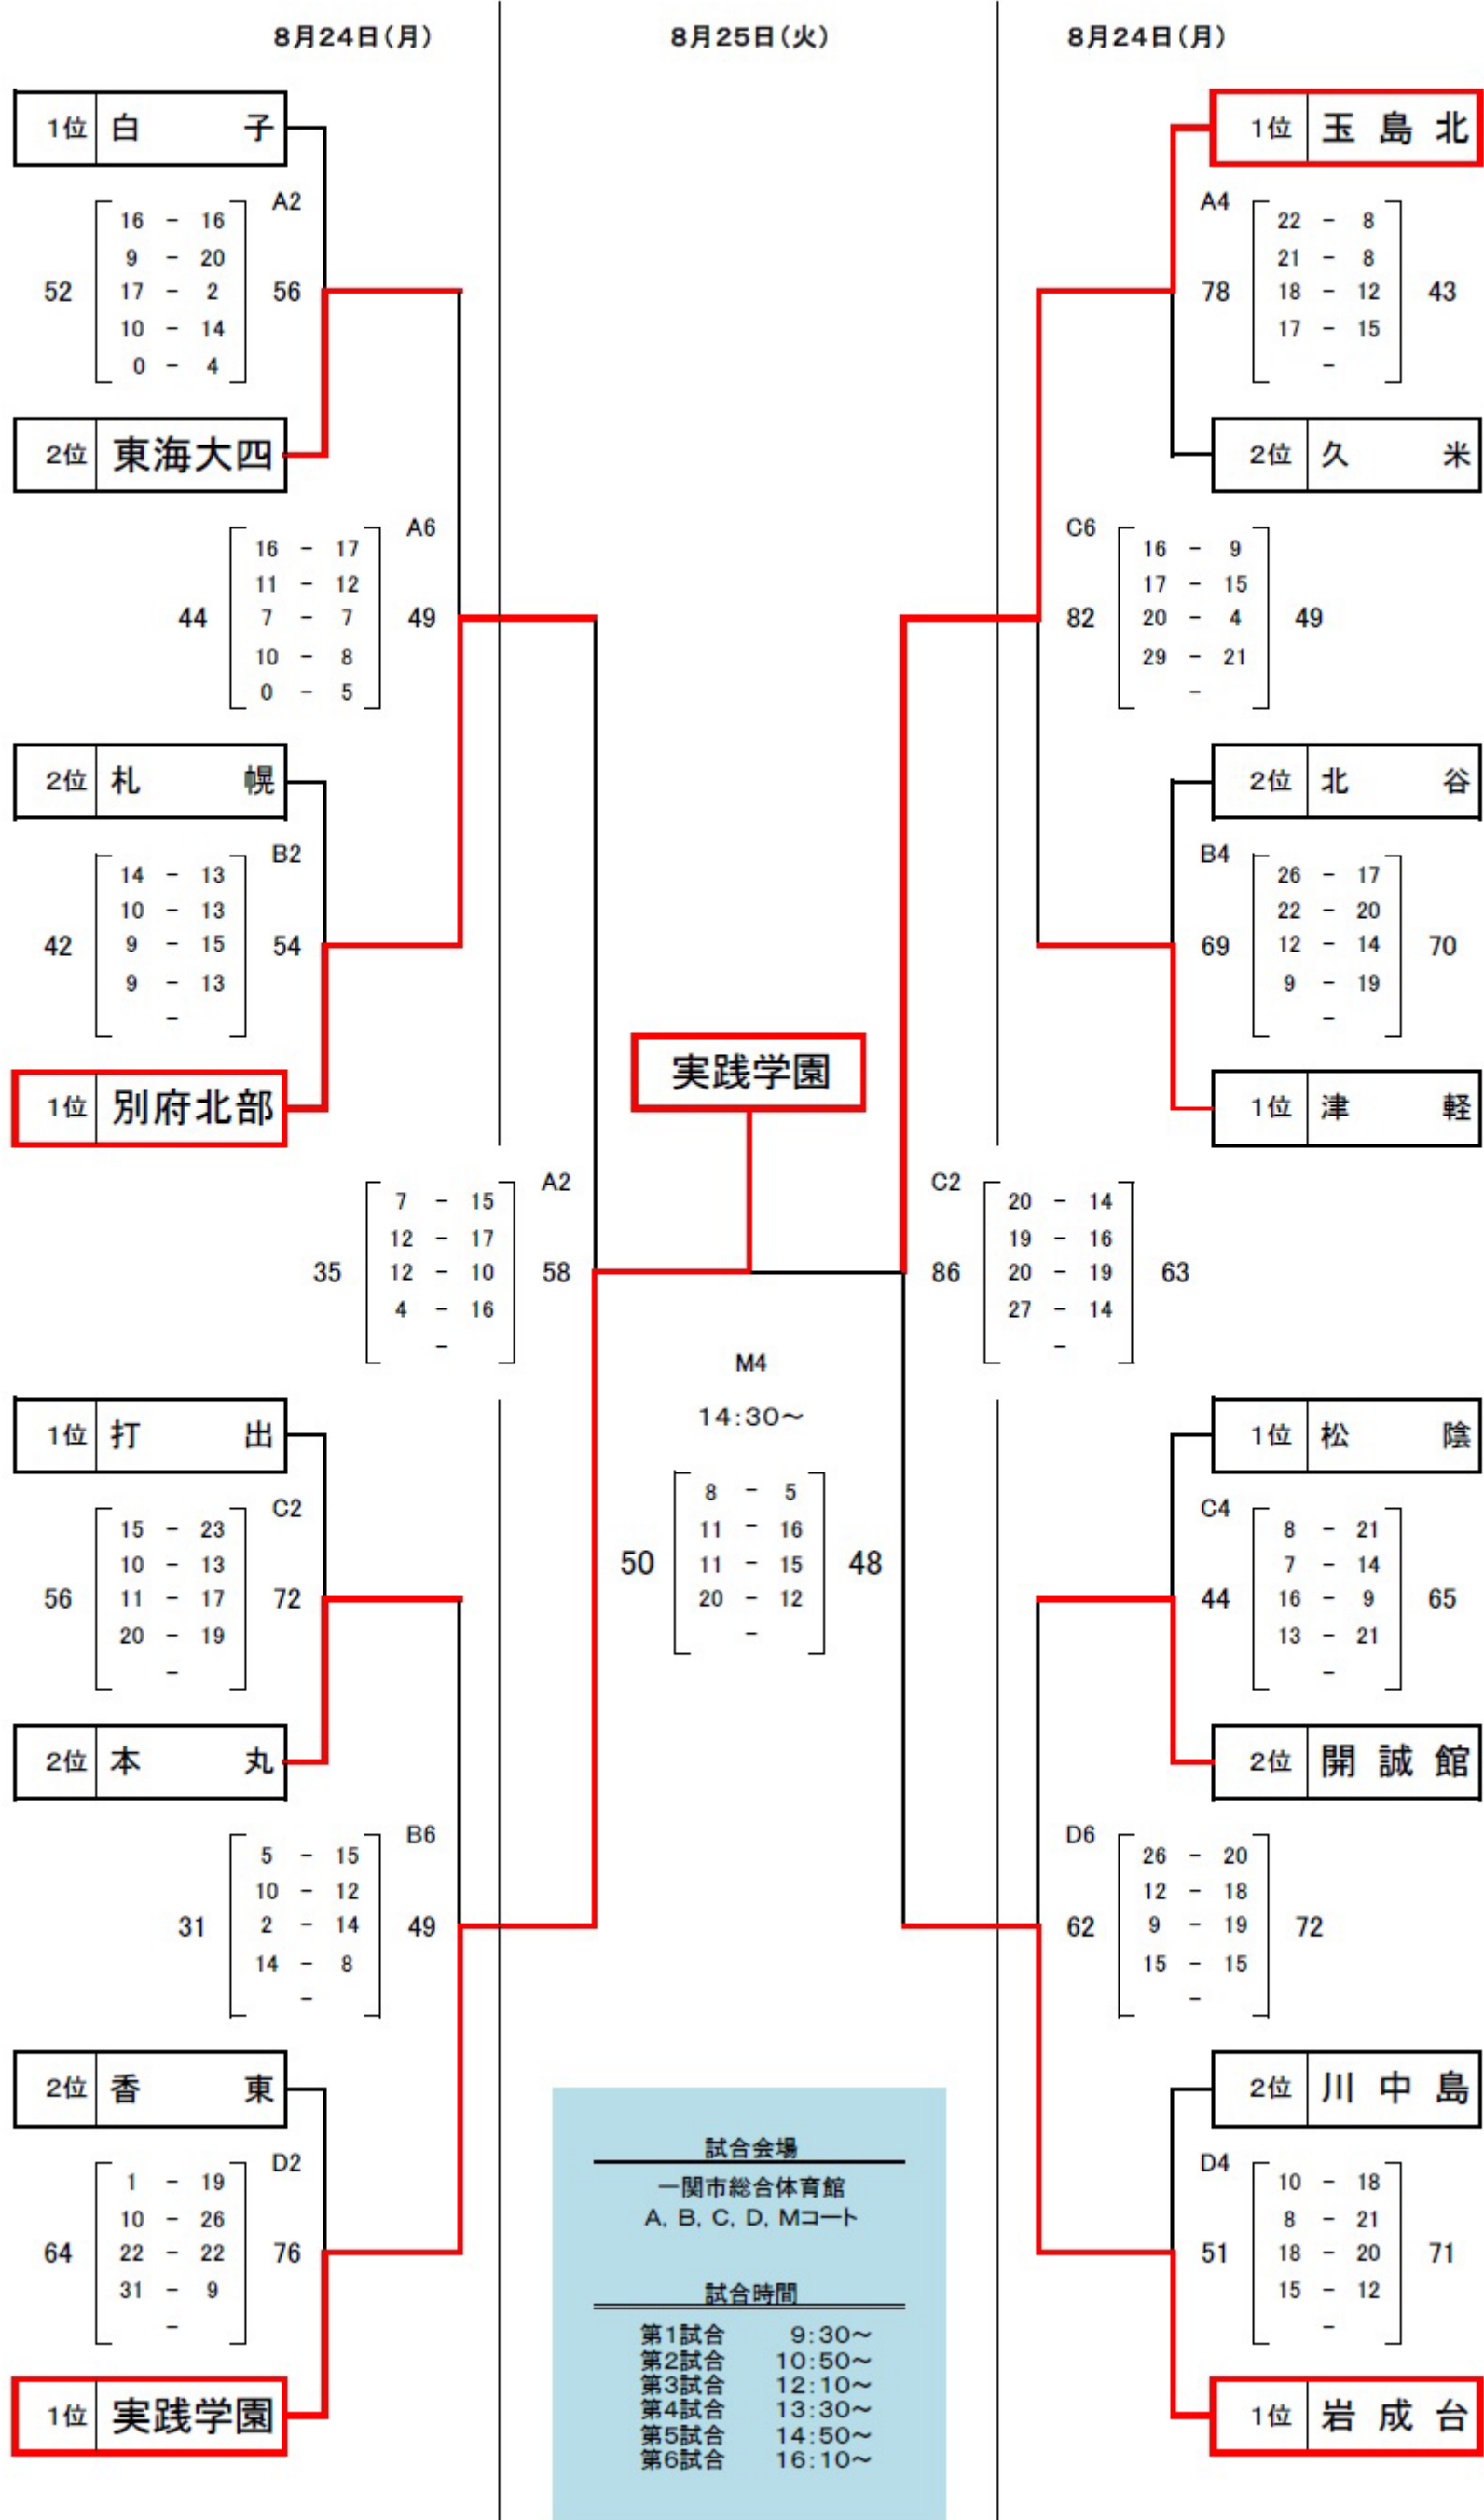 8月24日(月)
8月25日(火)
8月24日(月)
1位 白 子
A2
52
16 - 16
9 - 20
17 - 2
10 - 14
0 - 4
56
2位 東海大四
A6
44
16 - 17
11 - 12
7 - 7
10 - 8
0 - 5
49
2位 札 幌
B2
42
14 - 13
10 - 13
9 - 15
9 - 13
-
54
1位 別府北部
A2
35
7 - 15
12 - 17
12 - 10
4 - 16
-
58
1位 打 出
C2
56
15 - 23
10 - 13
11 - 17
20 - 19
-
72
2位 本 丸
B6
31
5 - 15
10 - 12
2 - 14
14 - 8
-
49
2位 香 東
D2
64
1 - 19
10 - 26
22 - 22
31 - 9
-
76
1位 実践学園
実践学園
M4
14:30～
50
8 - 5
11 - 16
11 - 15
20 - 12
-
48
1位 玉 島 北
A4
78
22 - 8
21 - 8
18 - 12
17 - 15
-
43
2位 久 米
C6
82
16 - 9
17 - 15
20 - 4
29 - 21
-
49
2位 北 谷
B4
69
26 - 17
22 - 20
12 - 14
9 - 19
-
70
1位 津 軽
C2
86
20 - 14
19 - 16
20 - 19
27 - 14
-
63
1位 松 陰
C4
44
8 - 21
7 - 14
16 - 9
13 - 21
-
65
2位 開 誠 館
D6
62
26 - 20
12 - 18
9 - 19
15 - 15
-
72
2位 川 中 島
D4
51
10 - 18
8 - 21
18 - 20
15 - 12
-
71
1位 岩 成 台
試合会場
一関市総合体育館
A, B, C, D, Mコート
試合時間
第1試合 9:30～
第2試合 10:50～
第3試合 12:10～
第4試合 13:30～
第5試合 14:50～
第6試合 16:10～